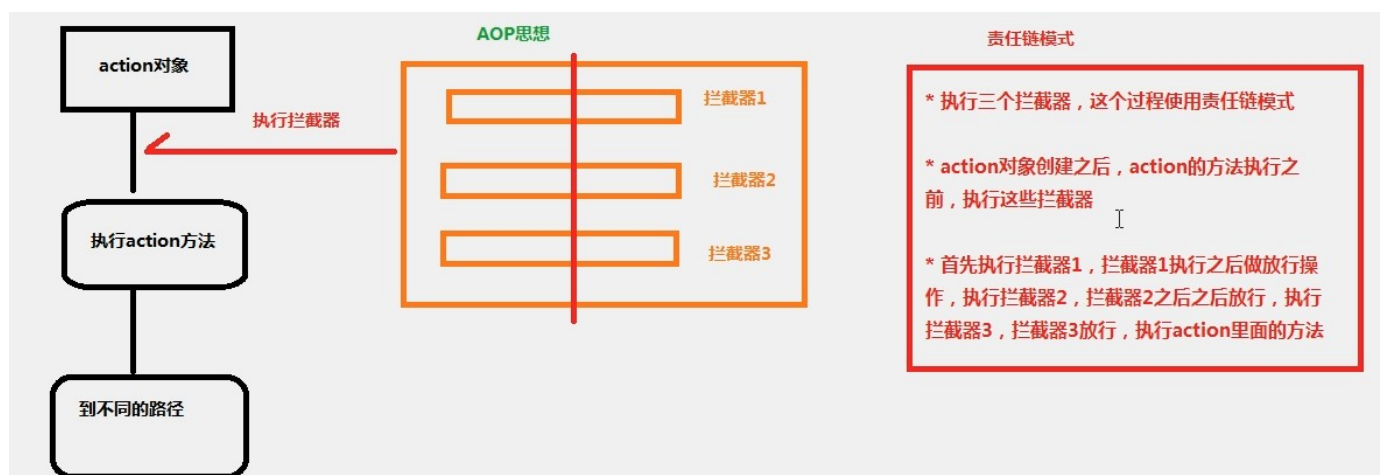 action对象
执行拦截器
执行action方法
到不同的路径
AOP思想
拦截器1
拦截器2
拦截器3
责任链模式
* 执行三个拦截器，这个过程使用责任链模式
* action对象创建之后，action的方法执行之
前，执行这些拦截器
* 首先执行拦截器1，拦截器1执行之后做放行操
作，执行拦截器2，拦截器2之后之后放行，执行
拦截器3，拦截器3放行，执行action里面的方法